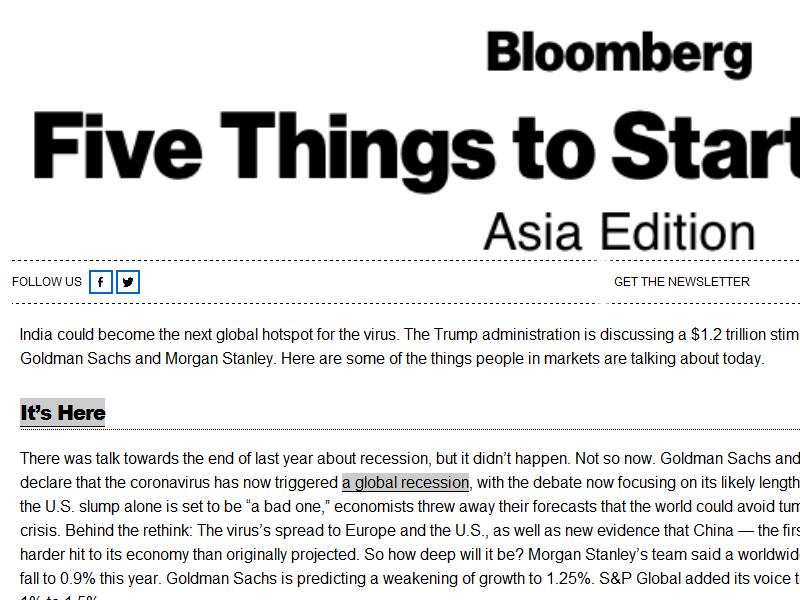 Bloomberg
Five Things to Start
Asia Edition
FOLLOW US
GET THE NEWSLETTER
India could become the next global hotspot for the virus. The Trump administration is discussing a $1.2 trillion stim
Goldman Sachs and Morgan Stanley. Here are some of the things people in markets are talking about today.
It’s Here
There was talk towards the end of last year about recession, but it didn’t happen. Not so now. Goldman Sachs and
declare that the coronavirus has now triggered a global recession, with the debate now focusing on its likely length
the U.S. slump alone is set to be “a bad one,” economists threw away their forecasts that the world could avoid tum
crisis. Behind the rethink: The virus’s spread to Europe and the U.S., as well as new evidence that China — the firs
harder hit to its economy than originally projected. So how deep will it be? Morgan Stanley’s team said a worldwid
fall to 0.9% this year. Goldman Sachs is predicting a weakening of growth to 1.25%. S&P Global added its voice t
1% to 1.5%